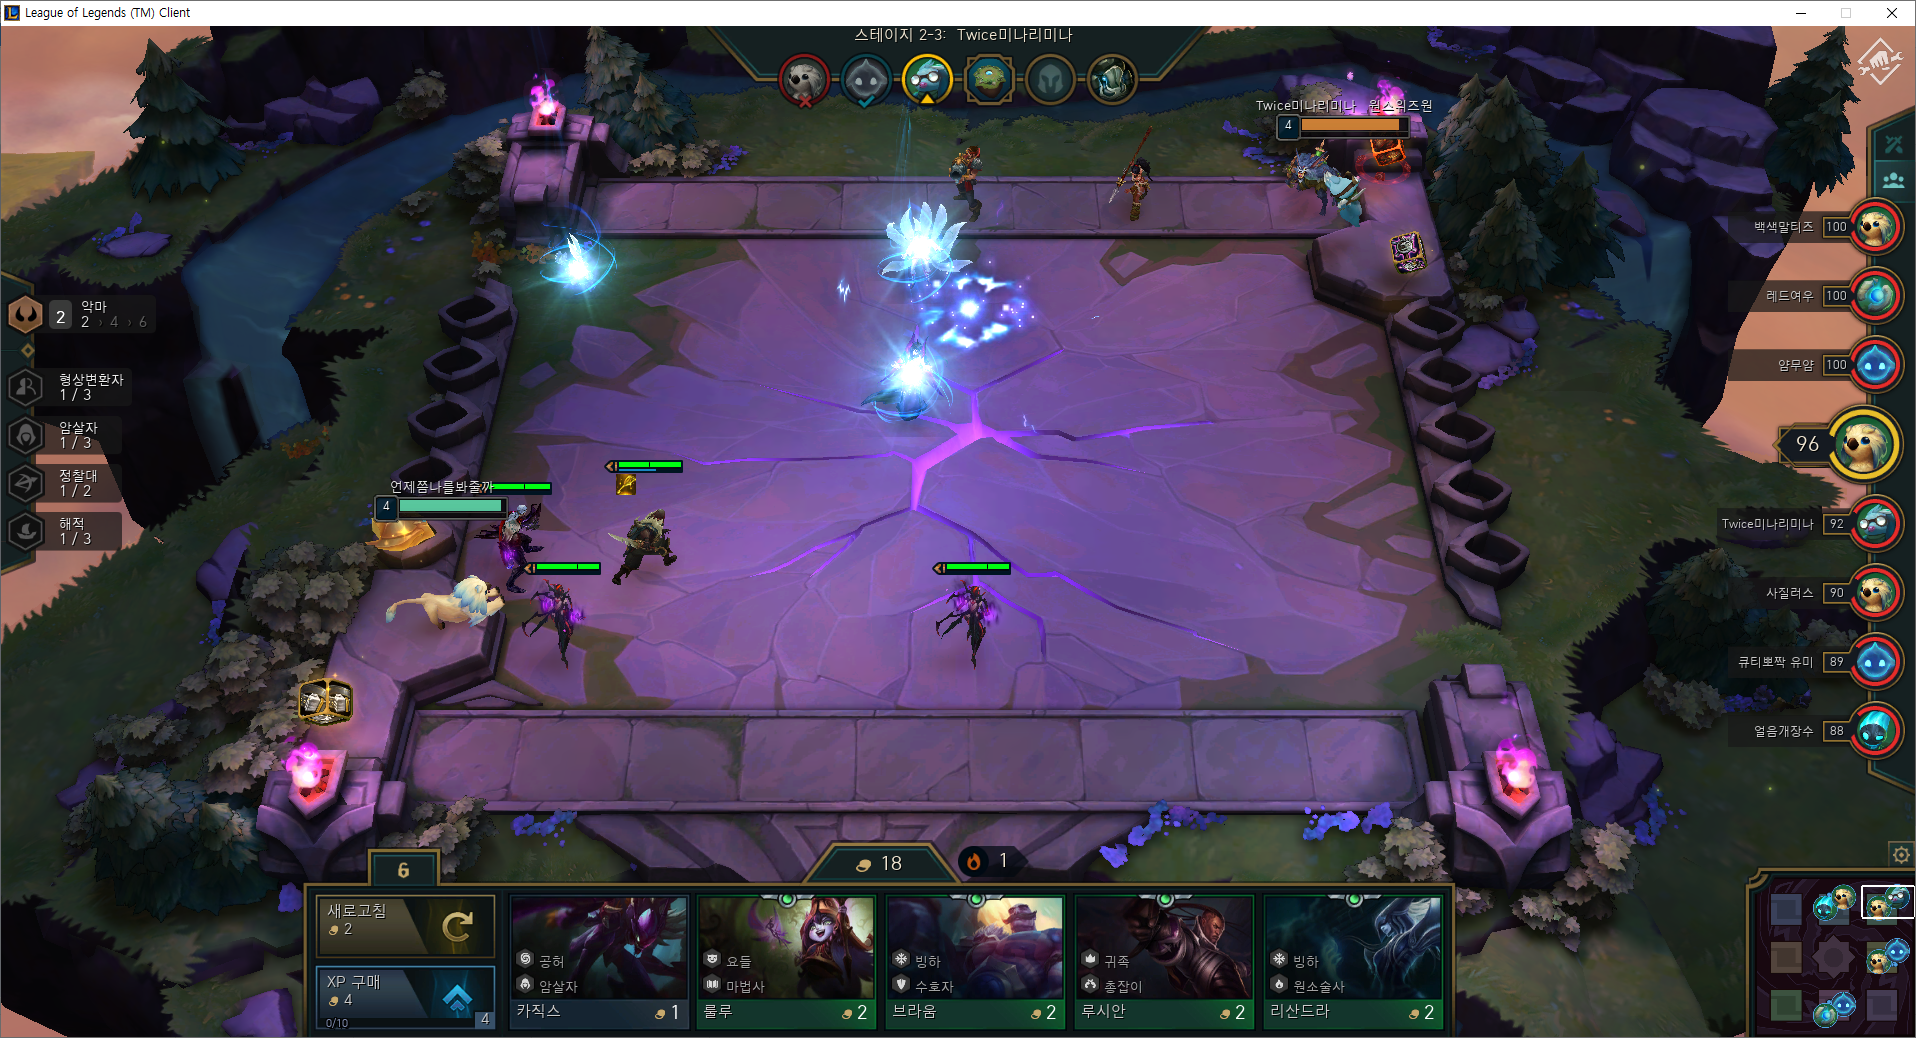 League of Legends (TM) Client
스테이지 2-3: Twice미나리미나
Twice미나리미나 원스위즈원
4
백색말티즈 100
레드여우 100
얌무얌 100
96
Twice미나리미나 92
사질러스 90
큐티뽀짝 유미 89
얼음개장수 88
2 악마
2 › 4 › 6
형상변환자
1 / 3
암살자
1 / 3
정찰대
1 / 2
해적
1 / 3
언제쯤나를봐줄까
4
6
18
1
새로고침
2
XP 구매
4
0/10
4
공허
암살자
카직스 1
요들
마법사
룰루 2
빙하
수호자
브라움 2
귀족
총잡이
루시안 2
빙하
원소술사
리산드라 2